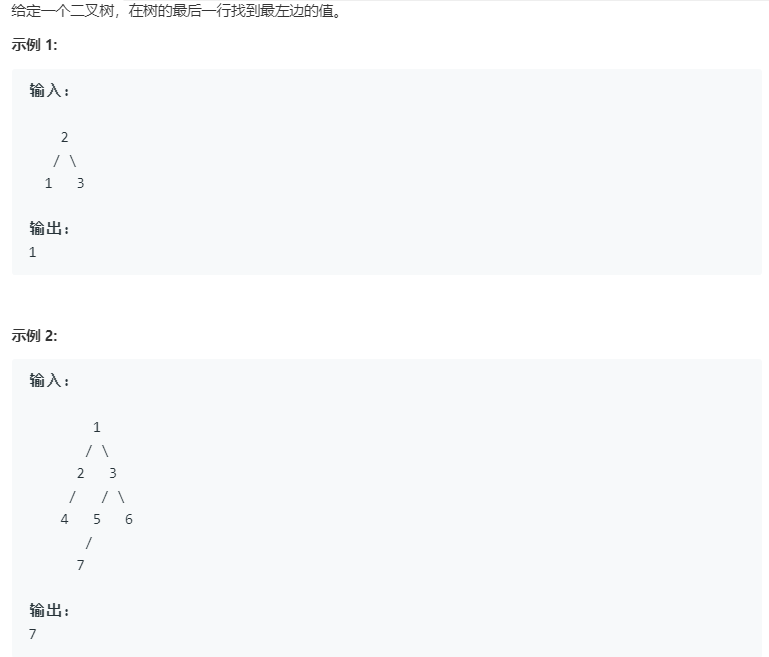 给定一个二叉树，在树的最后一行找到最左边的值。
示例 1:
输入:
2
/ \
1 3
输出:
1
示例 2:
输入:
1
/ \
2 3
/ / \
4 5 6
/
7
输出:
7